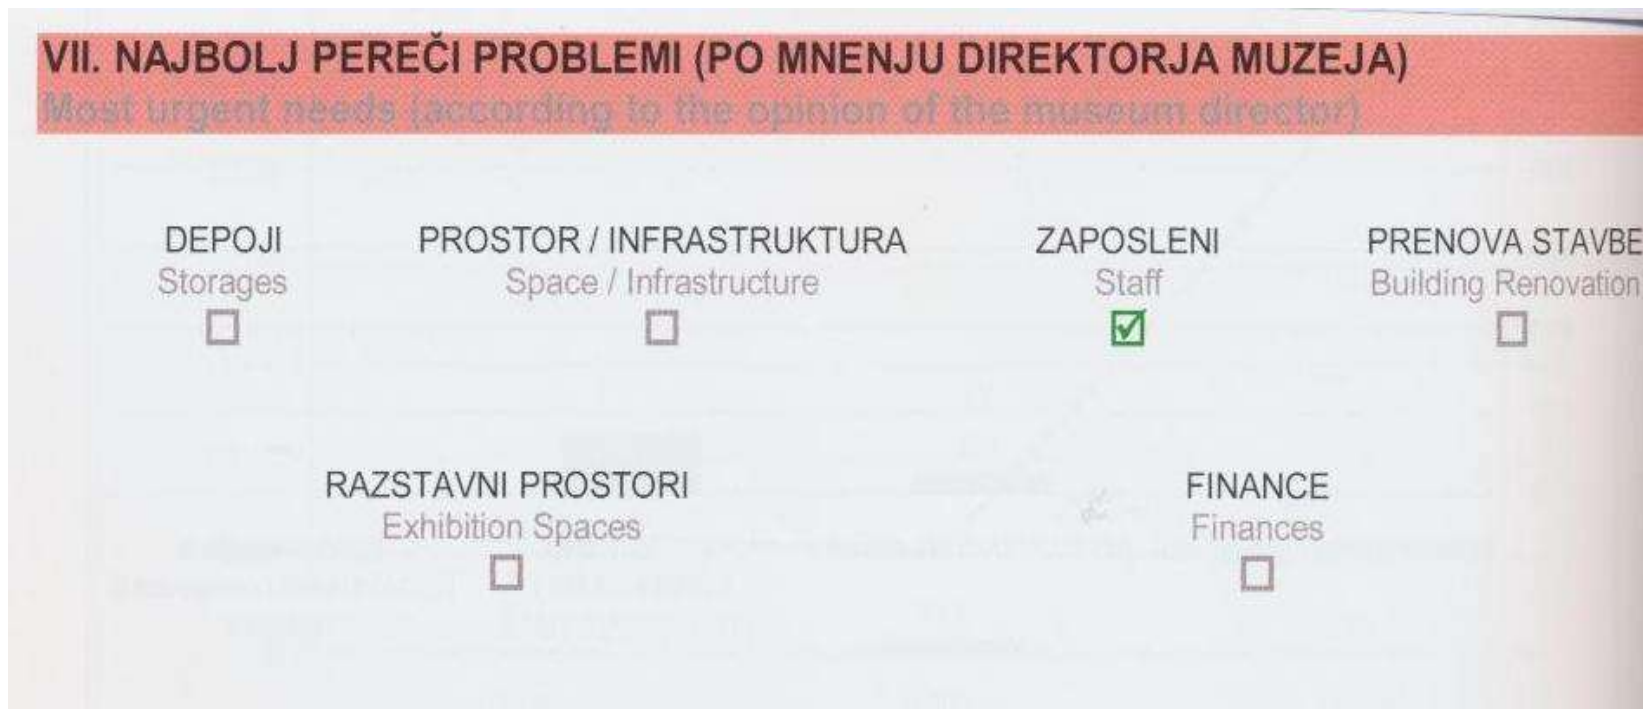 VII. NAJBOLJ PEREČI PROBLEMI (PO MNENJU DIREKTORJA MUZEJA)
Most urgent needs (according to the opinion of the museum director)
DEPOJI PROSTOR / INFRASTRUKTURA ZAPOSLENI PRENOVA STAVBE
Storages Space / Infrastructure Staff Building Renovation
RAZSTAVNI PROSTORI FINANCE
Exhibition Spaces Finances